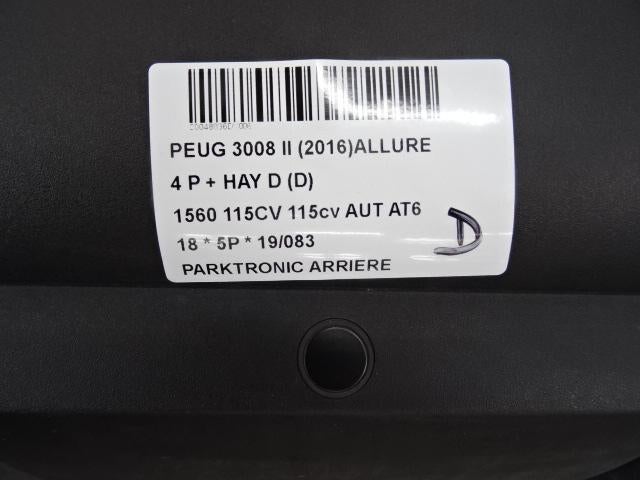 PEUG 3008 II (2016)ALLURE
4 P + HAY D (D)
1560 115CV 115cv AUT AT6
18 * 5P * 19/083
PARKTRONIC ARRIERE
D